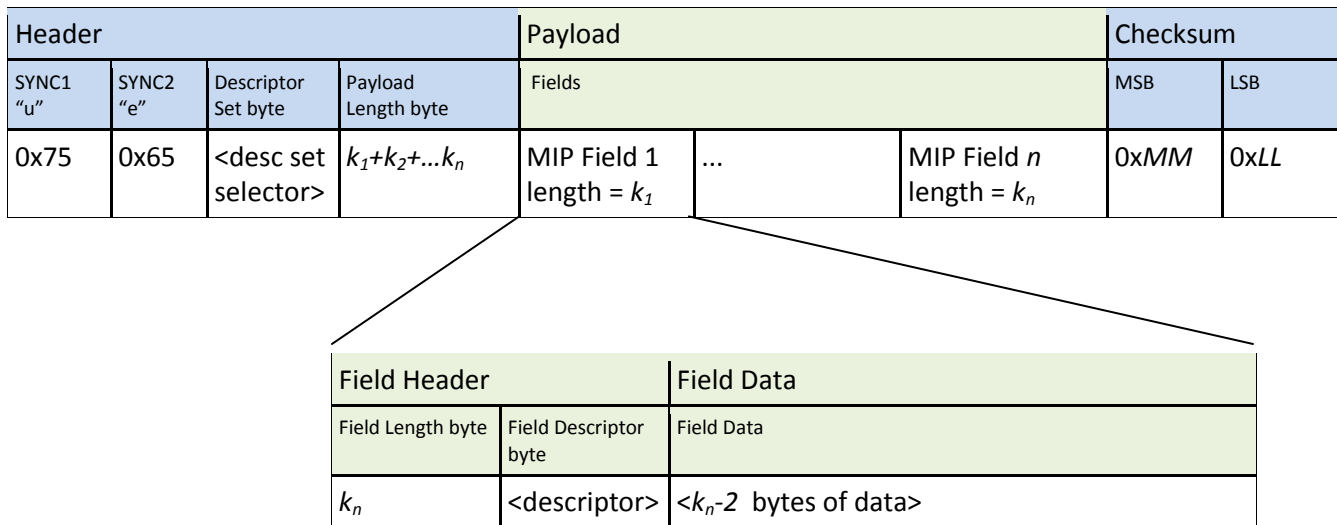 Header Payload Checksum
SYNC1 SYNC2 Descriptor Payload Fields MSB LSB
“u” “e” Set byte Length byte
0x75 0x65 <desc set k1+k2+...kn MIP Field 1 ... MIP Field n 0xMM 0xLL
selector> length = k1 length = kn
Field Header Field Data
Field Length byte Field Descriptor Field Data
byte
kn <descriptor> <kn-2 bytes of data>